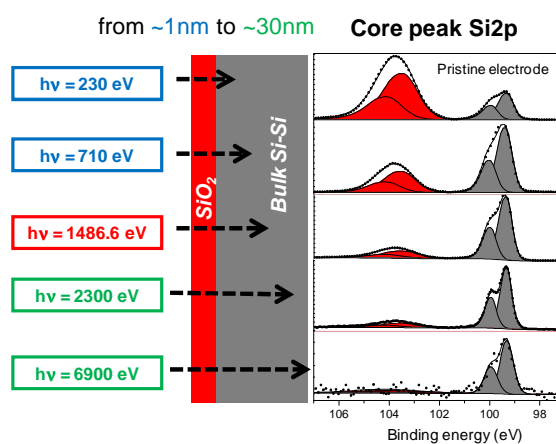 from ~1nm to ~30nm
Core peak Si2p
hν = 230 eV
hν = 710 eV
hν = 1486.6 eV
hν = 2300 eV
hν = 6900 eV
SiO2
Bulk Si-Si
Pristine electrode
106 104 102 100 98
Binding energy (eV)